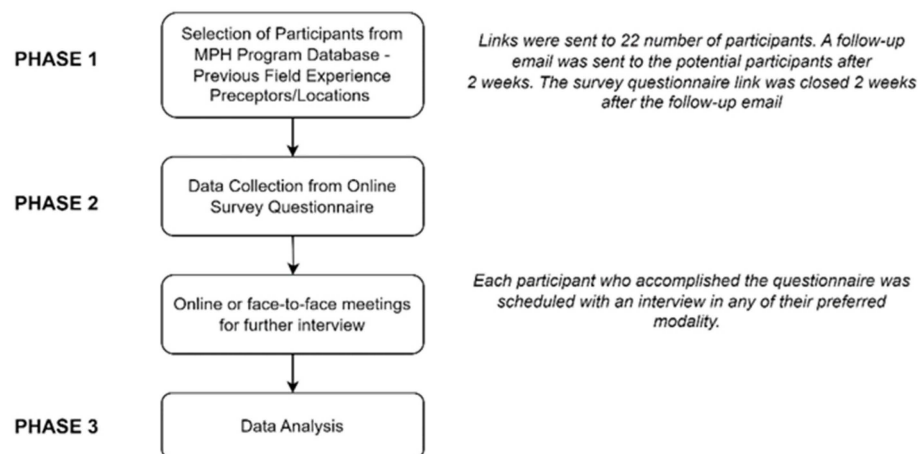 PHASE 1
Selection of Participants from
MPH Program Database -
Previous Field Experience
Preceptors/Locations
Links were sent to 22 number of participants. A follow-up
email was sent to the potential participants after
2 weeks. The survey questionnaire link was closed 2 weeks
after the follow-up email
PHASE 2
Data Collection from Online
Survey Questionnaire
Online or face-to-face meetings
for further interview
Each participant who accomplished the questionnaire was
scheduled with an interview in any of their preferred
modality.
PHASE 3
Data Analysis